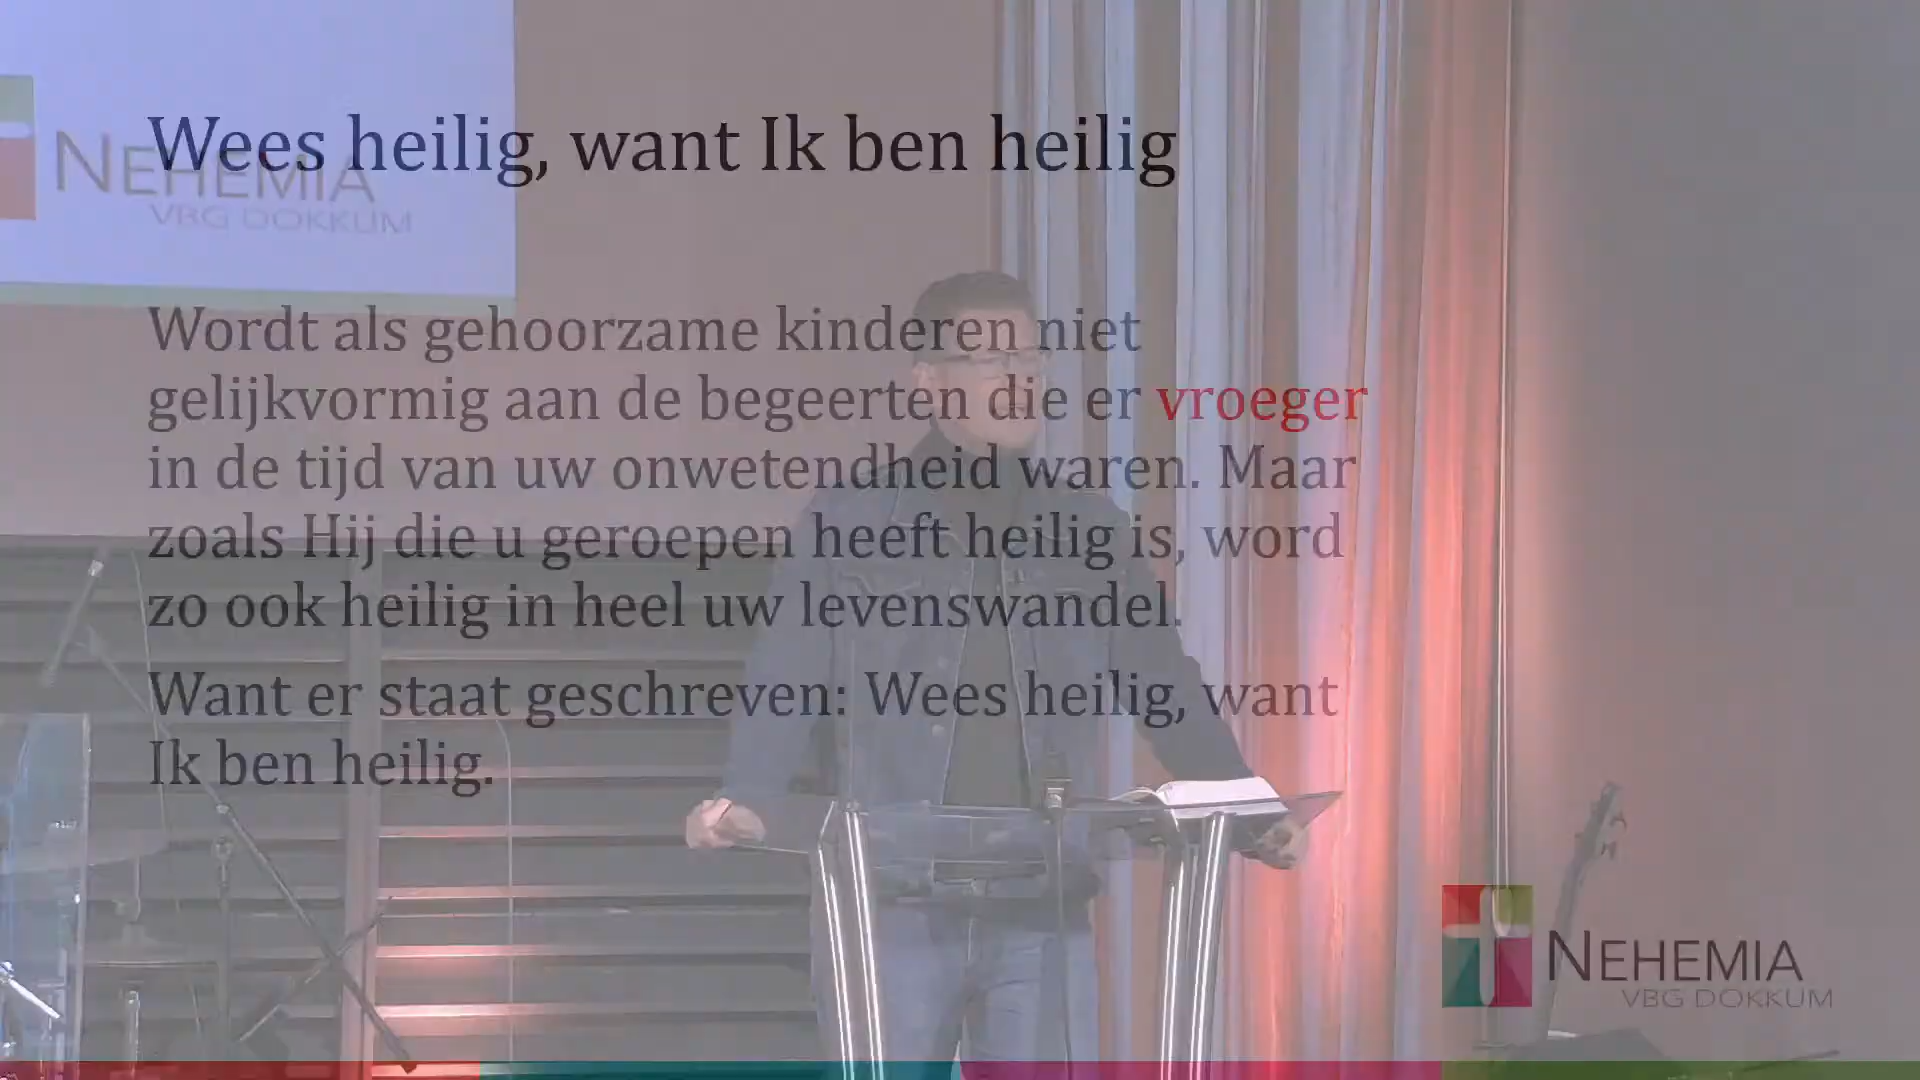 Wees heilig, want Ik ben heilig
NEHEMIA
VBG DOKKUM
Wordt als gehoorzame kinderen niet
gelijkvormig aan de begeerten die er vroeger
in de tijd van uw onwetendheid waren. Maar
zoals Hij die u geroepen heeft heilig is, word
zo ook heilig in heel uw levenswandel.
Want er staat geschreven: Wees heilig, want
Ik ben heilig.
NEHEMIA
VBG DOKKUM